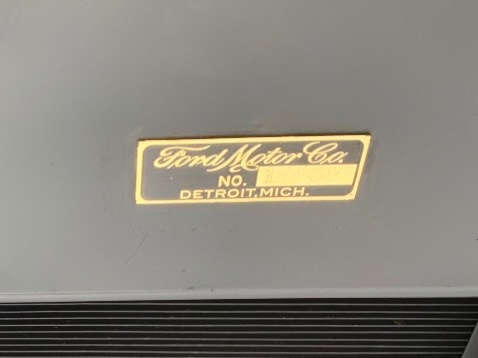 Ford Motor Co.
NO.
DETROIT, MICH.